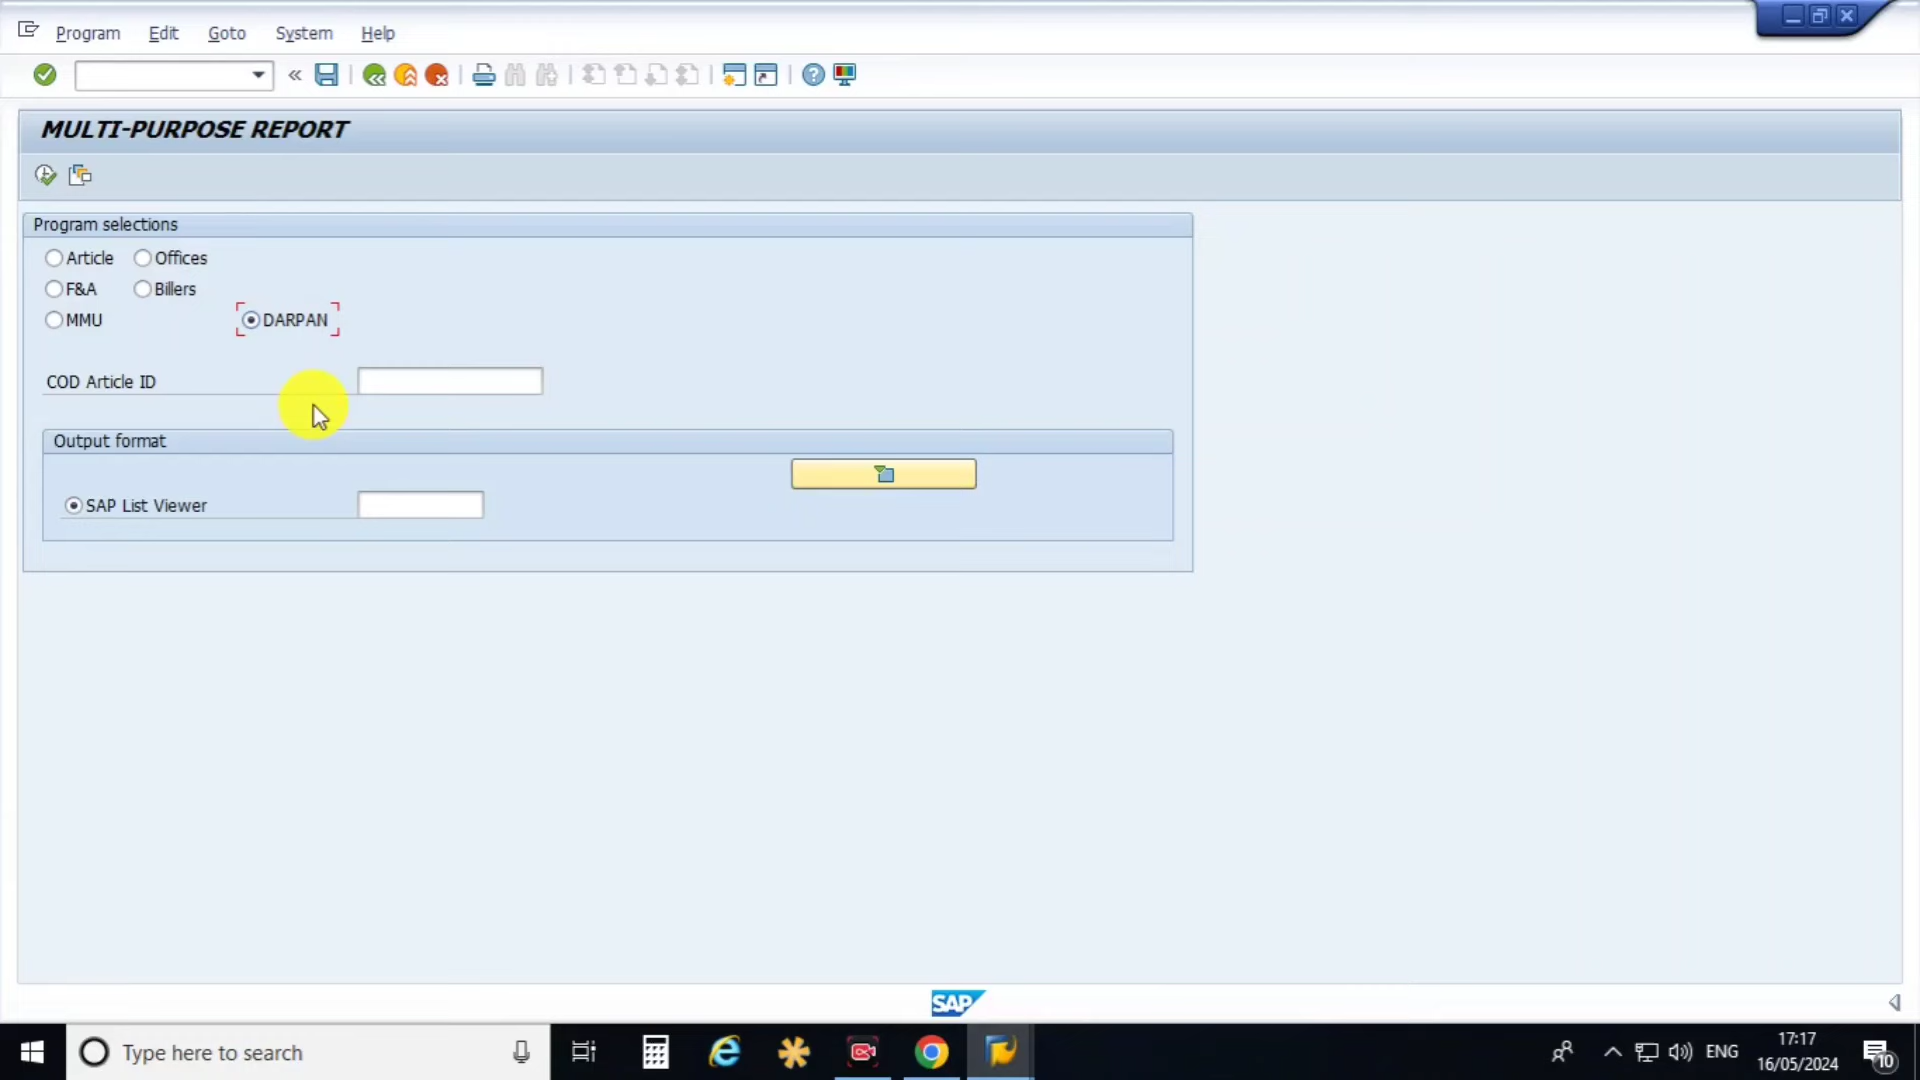 Program Edit Goto System Help
MULTI-PURPOSE REPORT
Program selections
Article Offices
F&A Billers
MMU DARPAN
COD Article ID
Output format
SAP List Viewer
SAP
Type here to search
ENG
17:17
16/05/2024
10